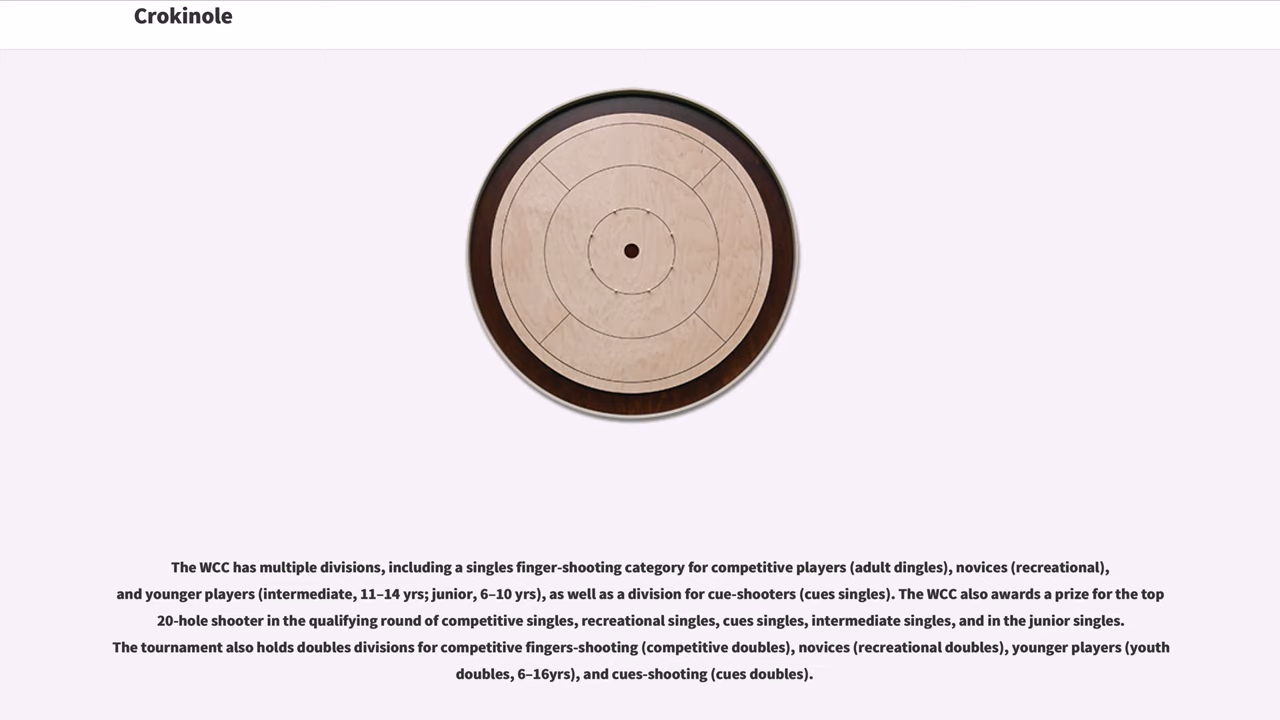 Crokinole
The WCC has multiple divisions, including a singles finger-shooting category for competitive players (adult dingles), novices (recreational),
and younger players (intermediate, 11–14 yrs; junior, 6–10 yrs), as well as a division for cue-shooters (cues singles). The WCC also awards a prize for the top
20-hole shooter in the qualifying round of competitive singles, recreational singles, cues singles, intermediate singles, and in the junior singles.
The tournament also holds doubles divisions for competitive fingers-shooting (competitive doubles), novices (recreational doubles), younger players (youth
doubles, 6–16yrs), and cues-shooting (cues doubles).